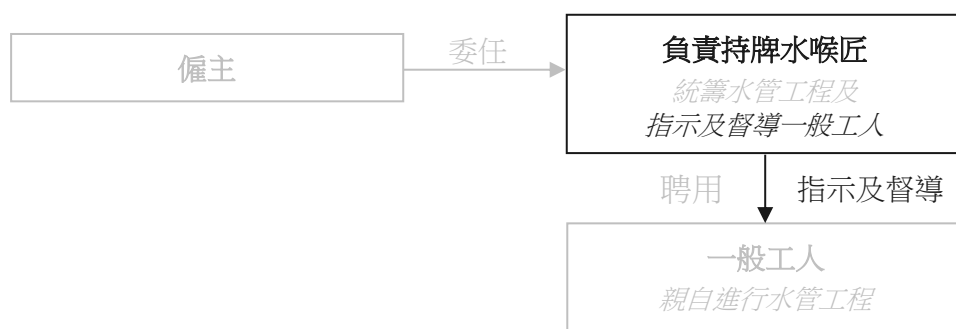 僱主
委任
負責持牌水喉匠
統籌水管工程及
指示及督導一般工人
聘用
指示及督導
一般工人
親自進行水管工程